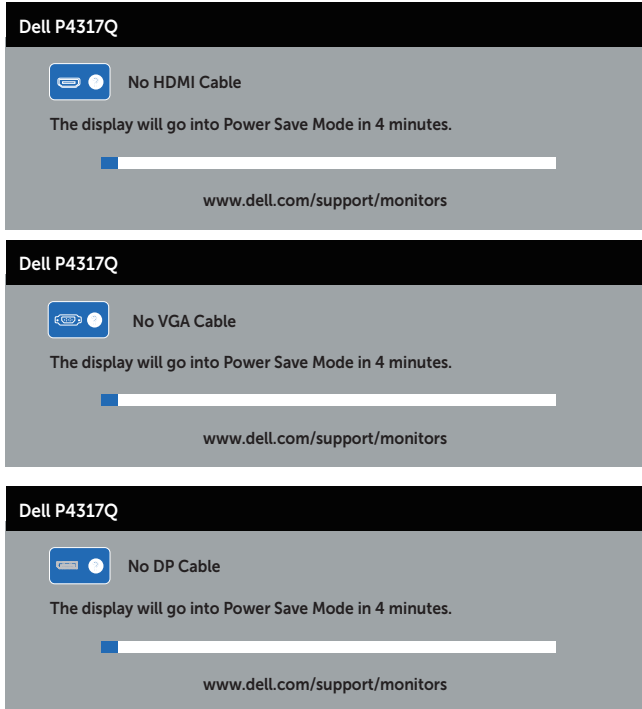 Dell P4317Q
No HDMI Cable
The display will go into Power Save Mode in 4 minutes.
www.dell.com/support/monitors
Dell P4317Q
No VGA Cable
The display will go into Power Save Mode in 4 minutes.
www.dell.com/support/monitors
Dell P4317Q
No DP Cable
The display will go into Power Save Mode in 4 minutes.
www.dell.com/support/monitors